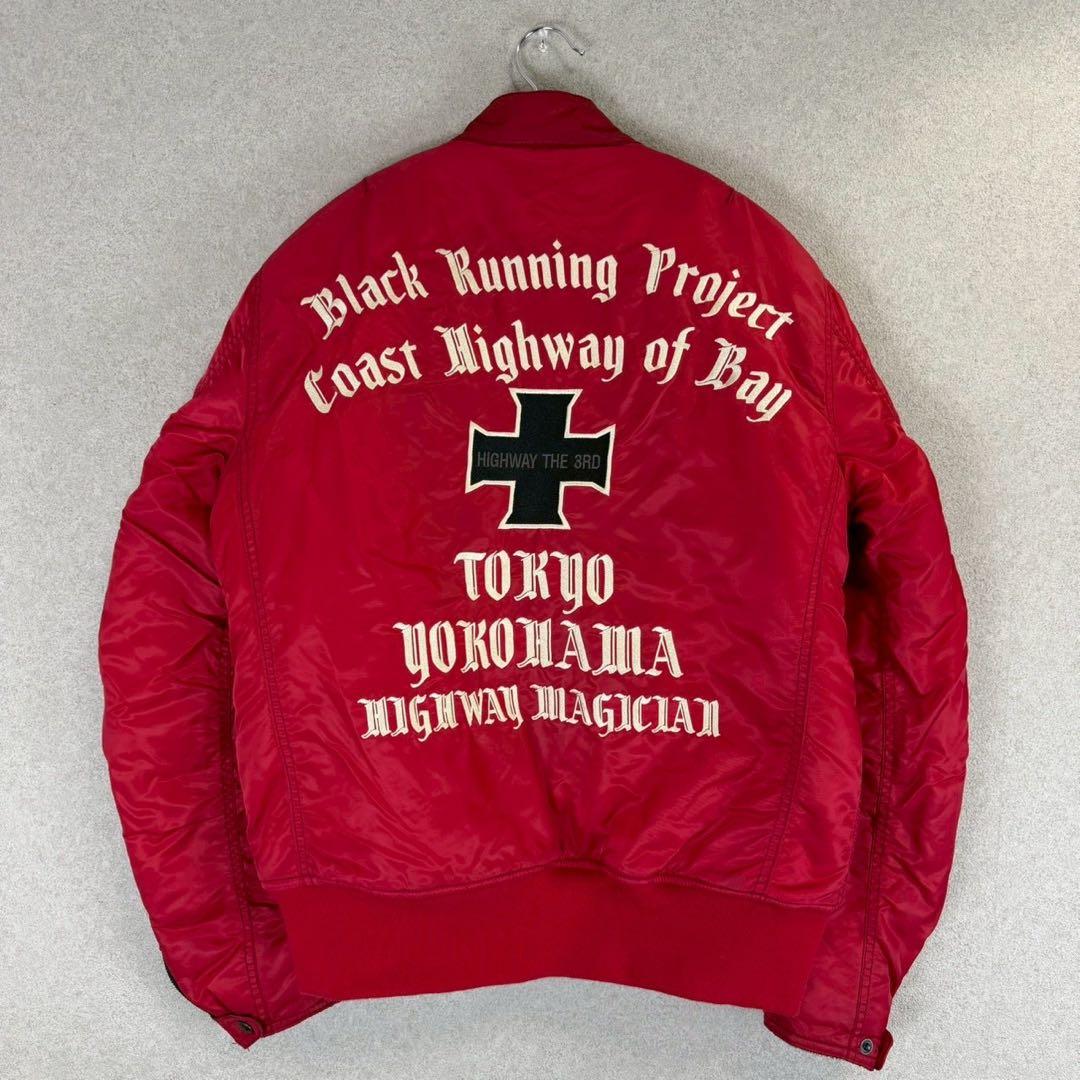 Black Running Project
Coast Highway of Bay
HIGHWAY THE 3RD
TOKYO
YOKOHAMA
HIGHWAY MAGICIAN